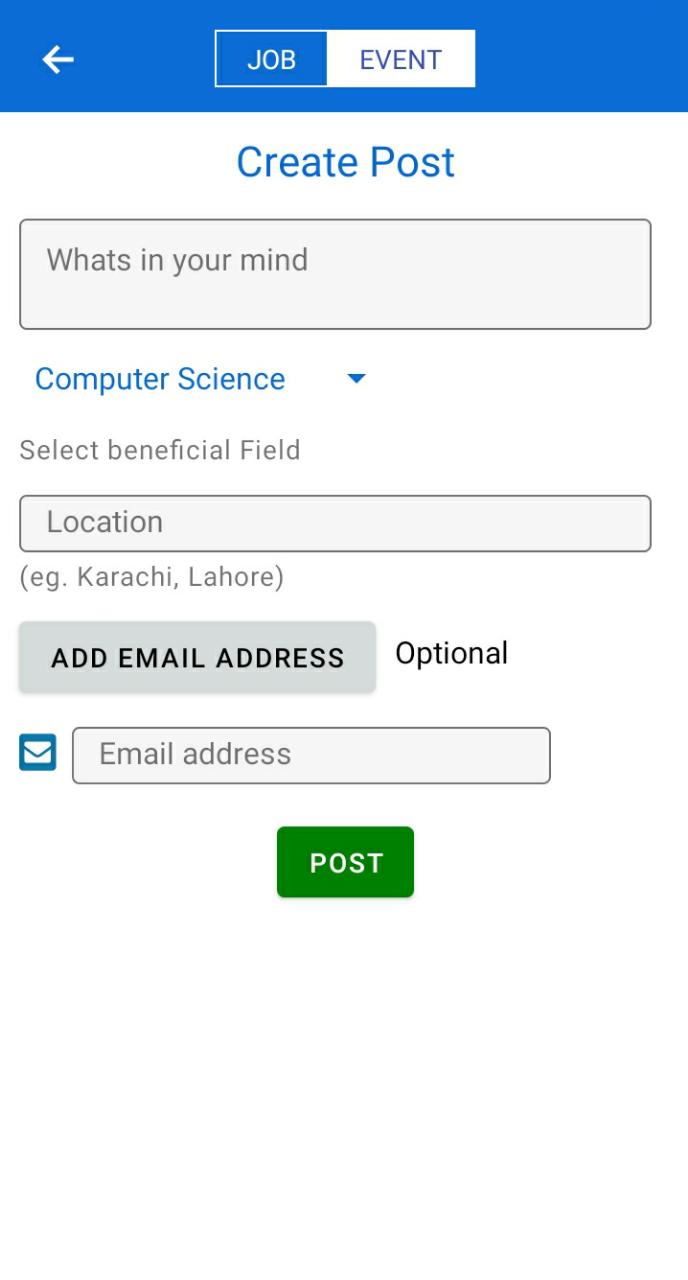 JOB EVENT
Create Post
Whats in your mind
Computer Science
Select beneficial Field
Location
(eg. Karachi, Lahore)
ADD EMAIL ADDRESS Optional
Email address
POST